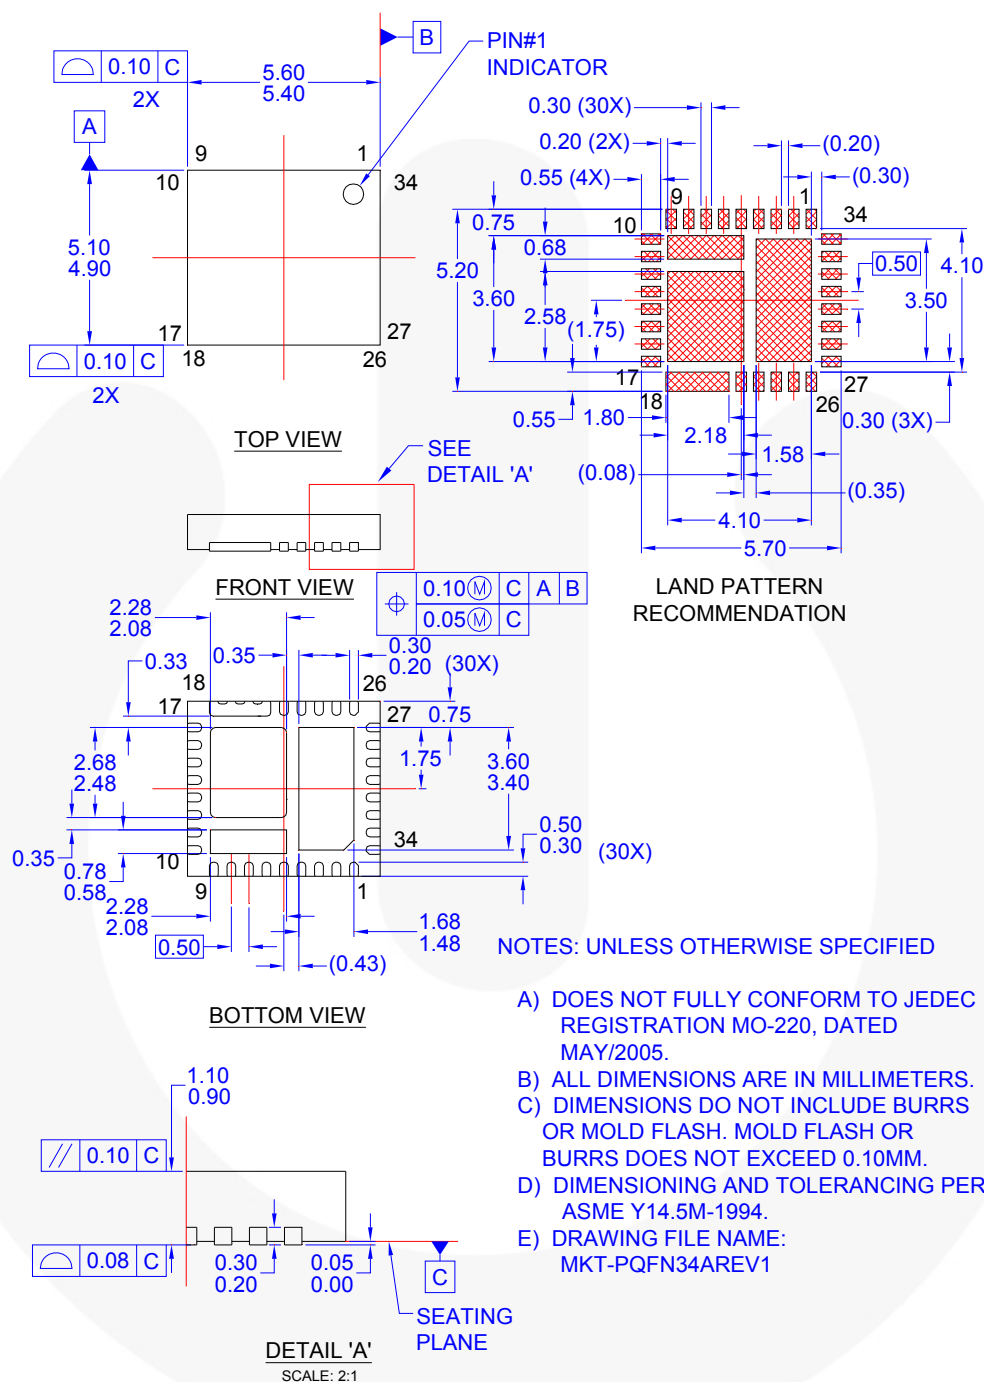 0.10 C
2X
5.60
5.40
B
PIN#1
INDICATOR
A
9
1
10
34
5.10
4.90
17
27
18
26
0.10 C
2X
TOP VIEW
0.30 (30X)
0.20 (2X)
(0.20)
0.55 (4X)
(0.30)
9
1
34
10
0.75
0.68
5.20
3.60
2.58
(1.75)
0.50
4.10
3.50
17
18
27
26
0.55
1.80
0.30 (3X)
2.18
1.58
(0.08)
(0.35)
4.10
5.70
LAND PATTERN
RECOMMENDATION
SEE
DETAIL 'A'
FRONT VIEW
0.10Ⓜ C A B
0.05Ⓜ C
2.28
2.08
0.33
0.35
0.30
0.20 (30X)
18
26
17
27
0.75
1.75
2.68
2.48
3.60
3.40
0.35
10
34
0.50
0.30 (30X)
0.78
0.58
9
1
2.28
2.08
0.50
1.68
1.48
(0.43)
BOTTOM VIEW
NOTES: UNLESS OTHERWISE SPECIFIED
A) DOES NOT FULLY CONFORM TO JEDEC
REGISTRATION MO-220, DATED
MAY/2005.
B) ALL DIMENSIONS ARE IN MILLIMETERS.
C) DIMENSIONS DO NOT INCLUDE BURRS
OR MOLD FLASH. MOLD FLASH OR
BURRS DOES NOT EXCEED 0.10MM.
D) DIMENSIONING AND TOLERANCING PER
ASME Y14.5M-1994.
E) DRAWING FILE NAME:
MKT-PQFN34AREV1
1.10
0.90
// 0.10 C
0.08 C
0.30
0.20
0.05
0.00
C
SEATING
PLANE
DETAIL 'A'
SCALE: 2:1